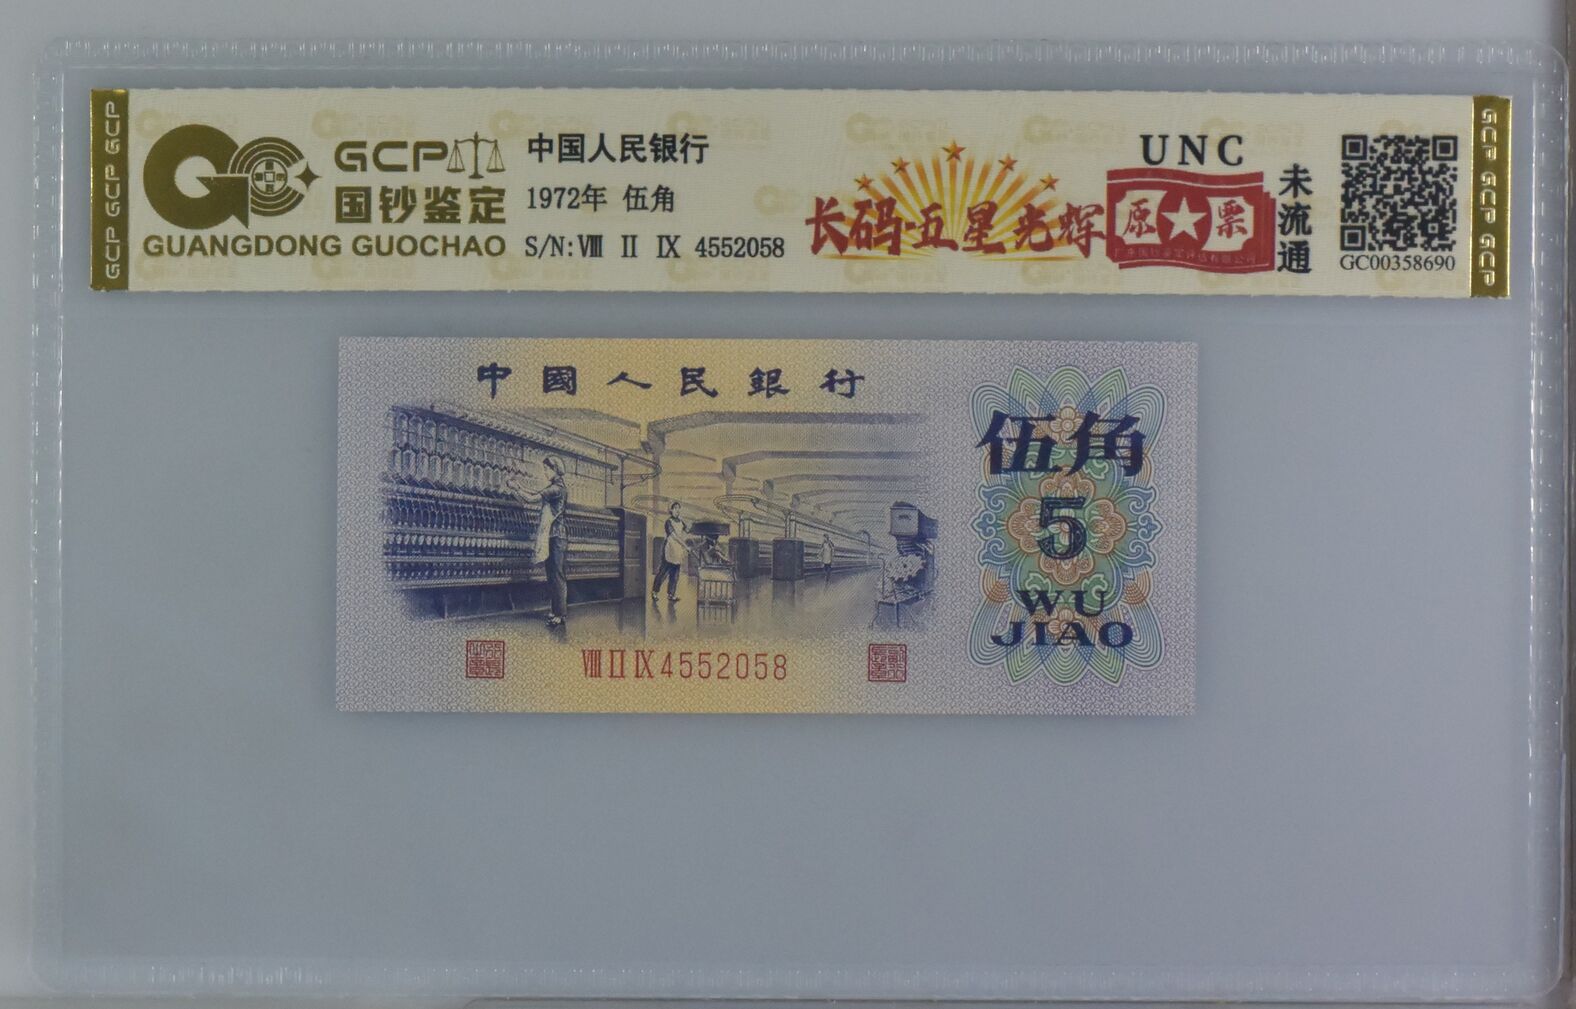 GCP GCP GCP
GCP
国钞鉴定
GUANGDONG GUOCHAO
中国人民银行
1972年 伍角
S/N: Ⅷ Ⅱ Ⅸ 4552058
长码·五星光辉
UNC
原★票
未流通
GC00358690
GCP GCP GCP
中國人民銀行
伍角
5
WU
JIAO
Ⅷ Ⅱ Ⅸ 4552058